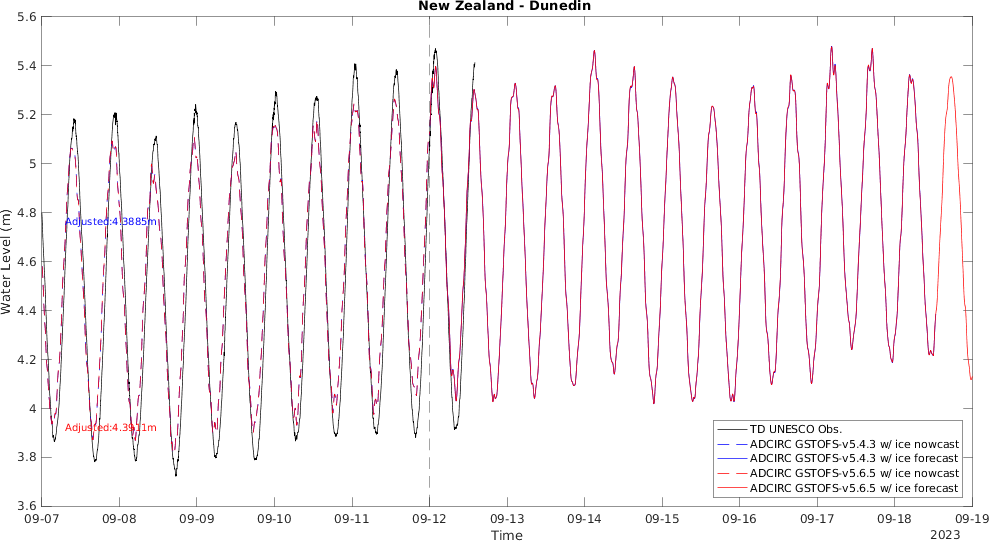 New Zealand - Dunedin
5.6
5.4
5.2
5
4.8
4.6
4.4
4.2
4
3.8
3.6
Water Level (m)
Adjusted:4.3885m
Adjusted:4.3911m
TD UNESCO Obs.
ADCIRC GSTOFS-v5.4.3 w/ ice nowcast
ADCIRC GSTOFS-v5.4.3 w/ ice forecast
ADCIRC GSTOFS-v5.6.5 w/ ice nowcast
ADCIRC GSTOFS-v5.6.5 w/ ice forecast
09-07 09-08 09-09 09-10 09-11 09-12 09-13 09-14 09-15 09-16 09-17 09-18 09-19
Time
2023